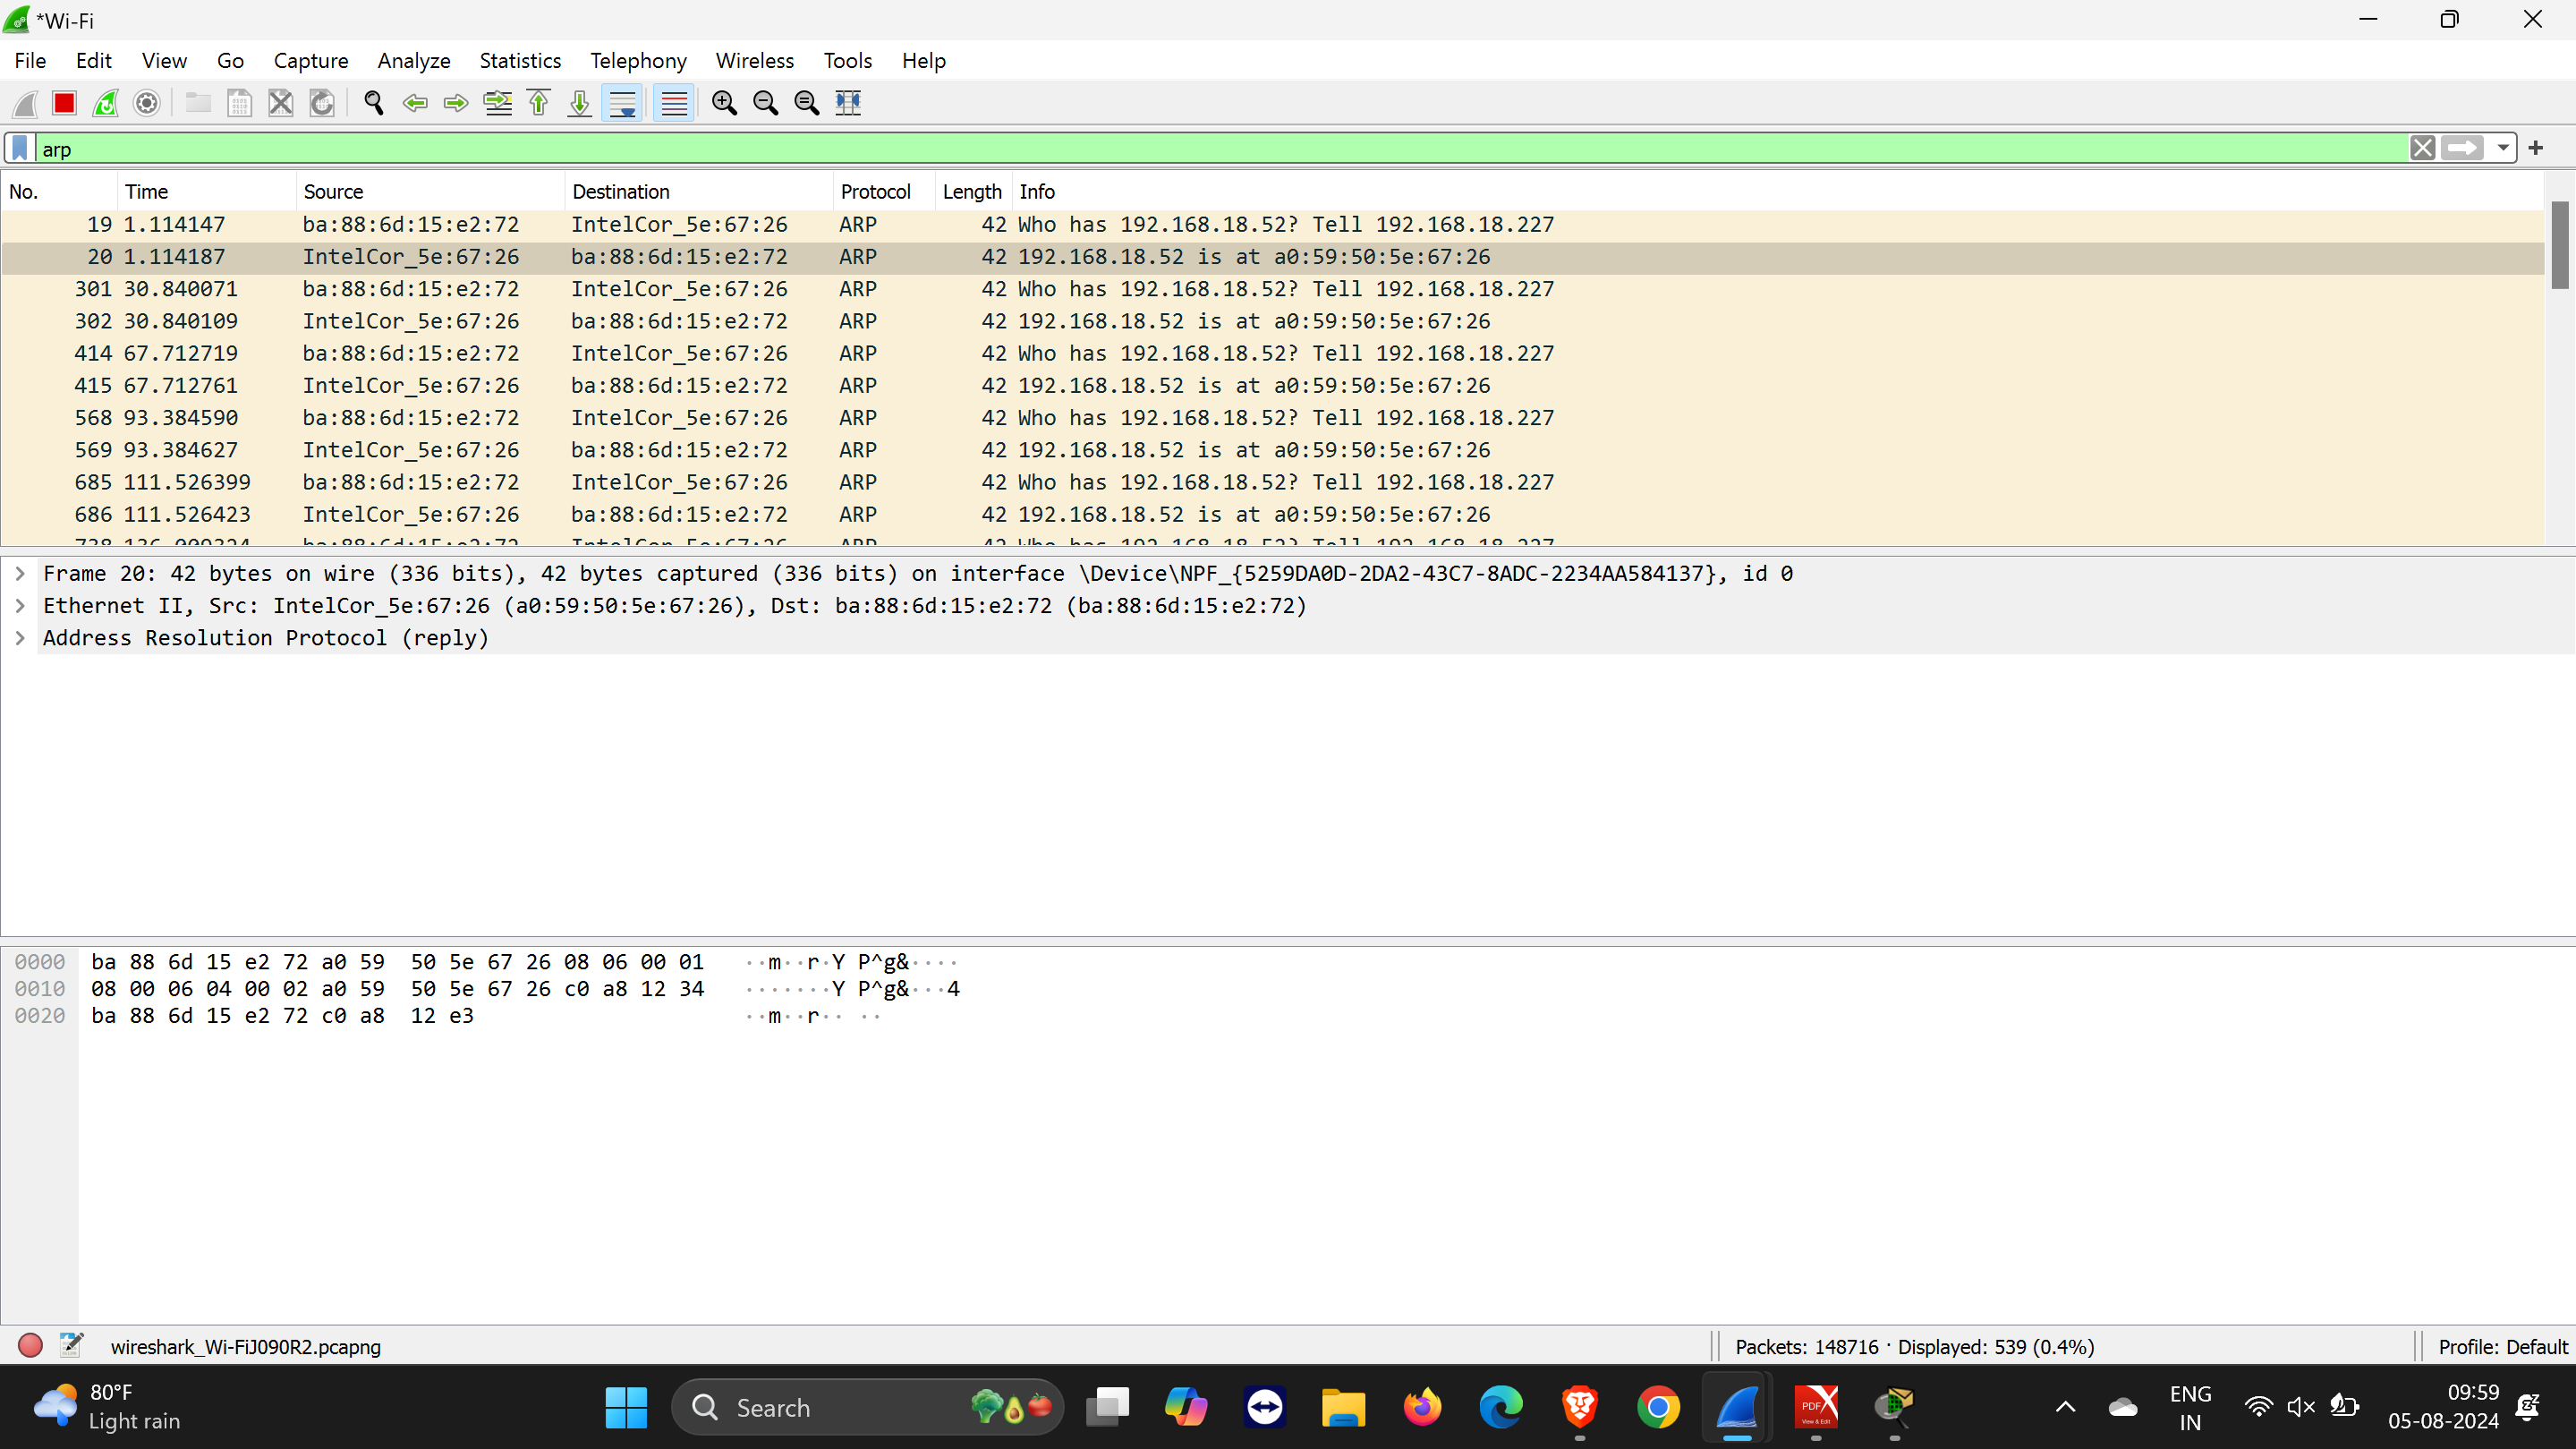 *Wi-Fi
File Edit View Go Capture Analyze Statistics Telephony Wireless Tools Help
arp
No. Time Source Destination Protocol Length Info
19 1.114147 ba:88:6d:15:e2:72 IntelCor_5e:67:26 ARP 42 Who has 192.168.18.52? Tell 192.168.18.227
20 1.114187 IntelCor_5e:67:26 ba:88:6d:15:e2:72 ARP 42 192.168.18.52 is at a0:59:50:5e:67:26
301 30.840071 ba:88:6d:15:e2:72 IntelCor_5e:67:26 ARP 42 Who has 192.168.18.52? Tell 192.168.18.227
302 30.840109 IntelCor_5e:67:26 ba:88:6d:15:e2:72 ARP 42 192.168.18.52 is at a0:59:50:5e:67:26
414 67.712719 ba:88:6d:15:e2:72 IntelCor_5e:67:26 ARP 42 Who has 192.168.18.52? Tell 192.168.18.227
415 67.712761 IntelCor_5e:67:26 ba:88:6d:15:e2:72 ARP 42 192.168.18.52 is at a0:59:50:5e:67:26
568 93.384590 ba:88:6d:15:e2:72 IntelCor_5e:67:26 ARP 42 Who has 192.168.18.52? Tell 192.168.18.227
569 93.384627 IntelCor_5e:67:26 ba:88:6d:15:e2:72 ARP 42 192.168.18.52 is at a0:59:50:5e:67:26
685 111.526399 ba:88:6d:15:e2:72 IntelCor_5e:67:26 ARP 42 Who has 192.168.18.52? Tell 192.168.18.227
686 111.526423 IntelCor_5e:67:26 ba:88:6d:15:e2:72 ARP 42 192.168.18.52 is at a0:59:50:5e:67:26
Frame 20: 42 bytes on wire (336 bits), 42 bytes captured (336 bits) on interface \Device\NPF_{5259DA0D-2DA2-43C7-8ADC-2234AA584137}, id 0
Ethernet II, Src: IntelCor_5e:67:26 (a0:59:50:5e:67:26), Dst: ba:88:6d:15:e2:72 (ba:88:6d:15:e2:72)
Address Resolution Protocol (reply)
0000 ba 88 6d 15 e2 72 a0 59 50 5e 67 26 08 06 00 01 ··m··r·Y P^g&····
0010 08 00 06 04 00 02 a0 59 50 5e 67 26 c0 a8 12 34 ·······Y P^g&···4
0020 ba 88 6d 15 e2 72 c0 a8 12 e3 ··m··r·· ··
wireshark_Wi-FiJ090R2.pcapng Packets: 148716 · Displayed: 539 (0.4%) Profile: Default
80°F
Light rain
Search
PDF
View & Edit
ENG
IN
09:59
05-08-2024